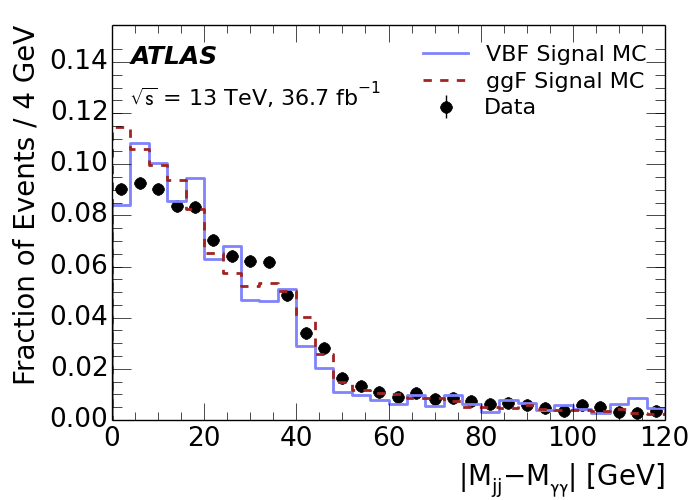 ATLAS
√s = 13 TeV, 36.7 fb⁻¹
VBF Signal MC
ggF Signal MC
Data
Fraction of Events / 4 GeV
0.14
0.12
0.10
0.08
0.06
0.04
0.02
0.00
0 20 40 60 80 100 120
|M_jj−M_γγ| [GeV]